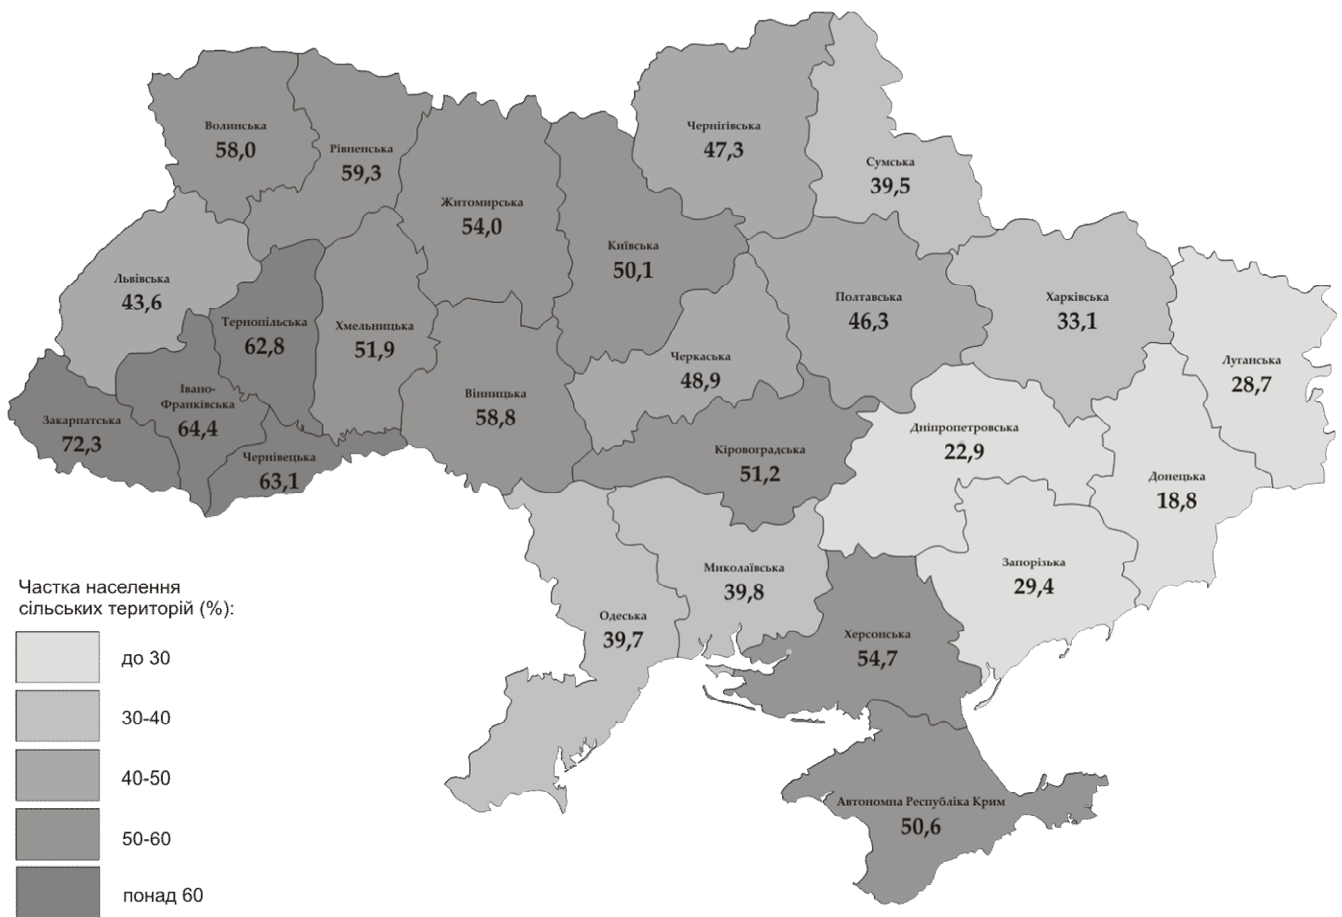 Волинська
58,0
Рівненська
59,3
Житомирська
54,0
Київська
50,1
Чернігівська
47,3
Сумська
39,5
Львівська
43,6
Тернопільська
62,8
Хмельницька
51,9
Вінницька
58,8
Черкаська
48,9
Полтавська
46,3
Харківська
33,1
Луганська
28,7
Закарпатська
72,3
Івано-
Франківська
64,4
Чернівецька
63,1
Кіровоградська
51,2
Дніпропетровська
22,9
Донецька
18,8
Одеська
39,7
Миколаївська
39,8
Запорізька
29,4
Херсонська
54,7
Автономна Республіка Крим
50,6
Частка населення
сільських територій (%):
до 30
30-40
40-50
50-60
понад 60